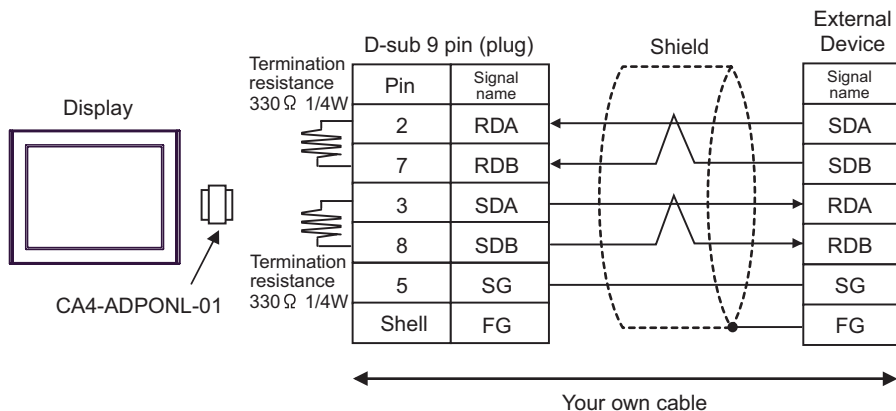 External
Device
D-sub 9 pin (plug)
Shield
Termination
resistance
330Ω 1/4W
Pin
Signal
name
Signal
name
Display
2
RDA
SDA
7
RDB
SDB
3
SDA
RDA
8
SDB
RDB
Termination
resistance
330Ω 1/4W
5
SG
SG
CA4-ADPONL-01
Shell
FG
FG
Your own cable